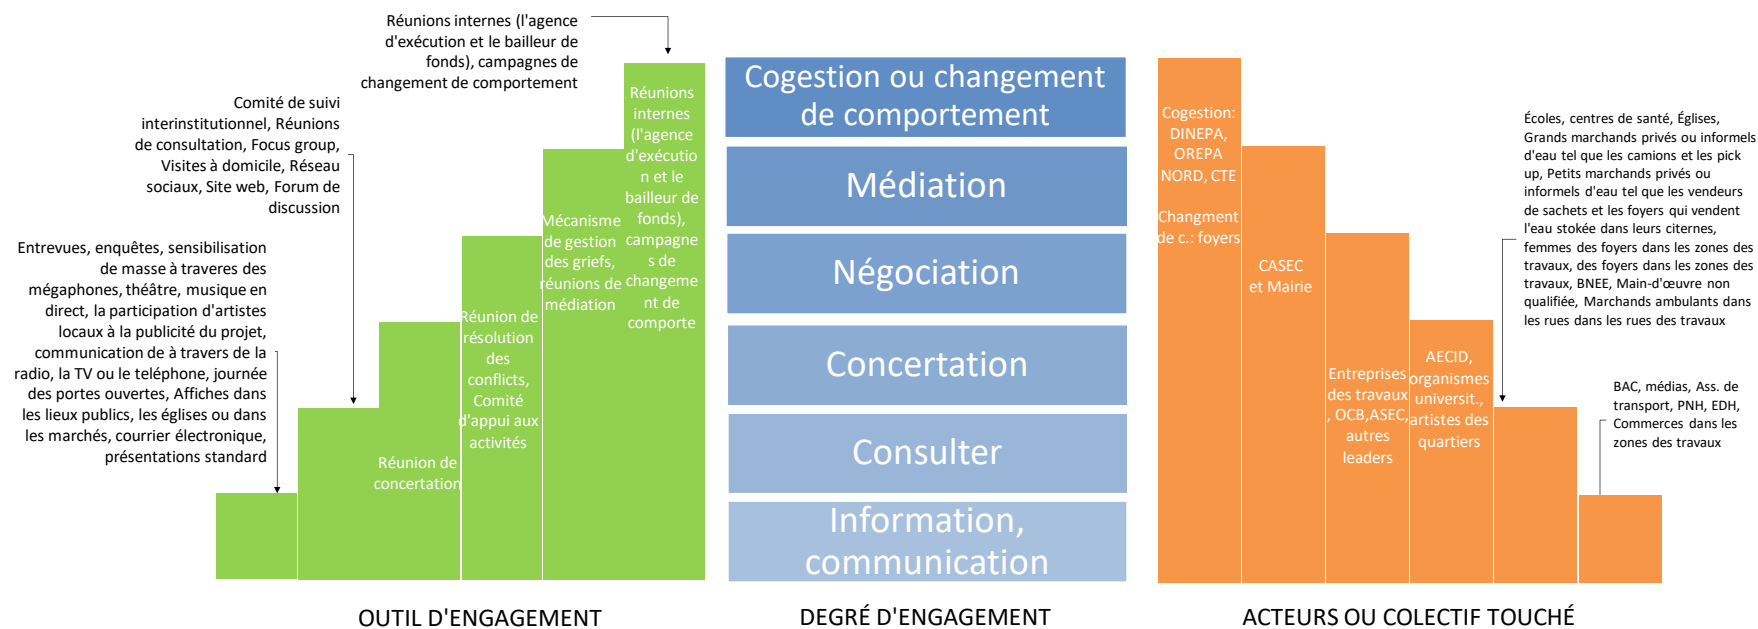 Réunions internes (l'agence
d'exécution et le bailleur de
fonds), campagnes de
changement de comportement
Comité de suivi
interinstitutionnel, Réunions
de consultation, Focus group,
Visites à domicile, Réseau
sociaux, Site web, Forum de
discussion
Entrevues, enquêtes, sensibilisation
de masse à traveres des
mégaphones, théâtre, musique en
direct, la participation d'artistes
locaux à la publicité du projet,
communication de à travers de la
radio, la TV ou le teléphone, journée
des portes ouvertes, Affiches dans
les lieux publics, les églises ou dans
les marchés, courrier électronique,
présentations standard
Réunion de
concertation
Réunion de
résolution
des
conflicts,
Comité
d'appui aux
activités
Mécanisme
de gestion
des griefs,
réunions de
médiation
Réunions
internes
(l'agence
d'exécutio
n et le
bailleur de
fonds),
campagne
s de
changeme
nt de
comporte
OUTIL D'ENGAGEMENT
Cogestion ou changement
de comportement
Médiation
Négociation
Concertation
Consulter
Information,
communication
DEGRÉ D'ENGAGEMENT
Cogestion:
DINEPA,
OREPA
NORD, CTE
Changment
de c.: foyers
CASEC
et Mairie
Entreprises
des travaux
, OCB,ASEC,
autres
leaders
AECID,
organismes
universit.,
artistes des
quartiers
Écoles, centres de santé, Églises,
Grands marchands privés ou informels
d'eau tel que les camions et les pick
up, Petits marchands privés ou
informels d'eau tel que les vendeurs
de sachets et les foyers qui vendent
l'eau stokée dans leurs citernes,
femmes des foyers dans les zones des
travaux, des foyers dans les zones des
travaux, BNEE, Main-d'œuvre non
qualifiée, Marchands ambulants dans
les rues dans les rues des travaux
BAC, médias, Ass. de
transport, PNH, EDH,
Commerces dans les
zones des travaux
ACTEURS OU COLECTIF TOUCHÉ